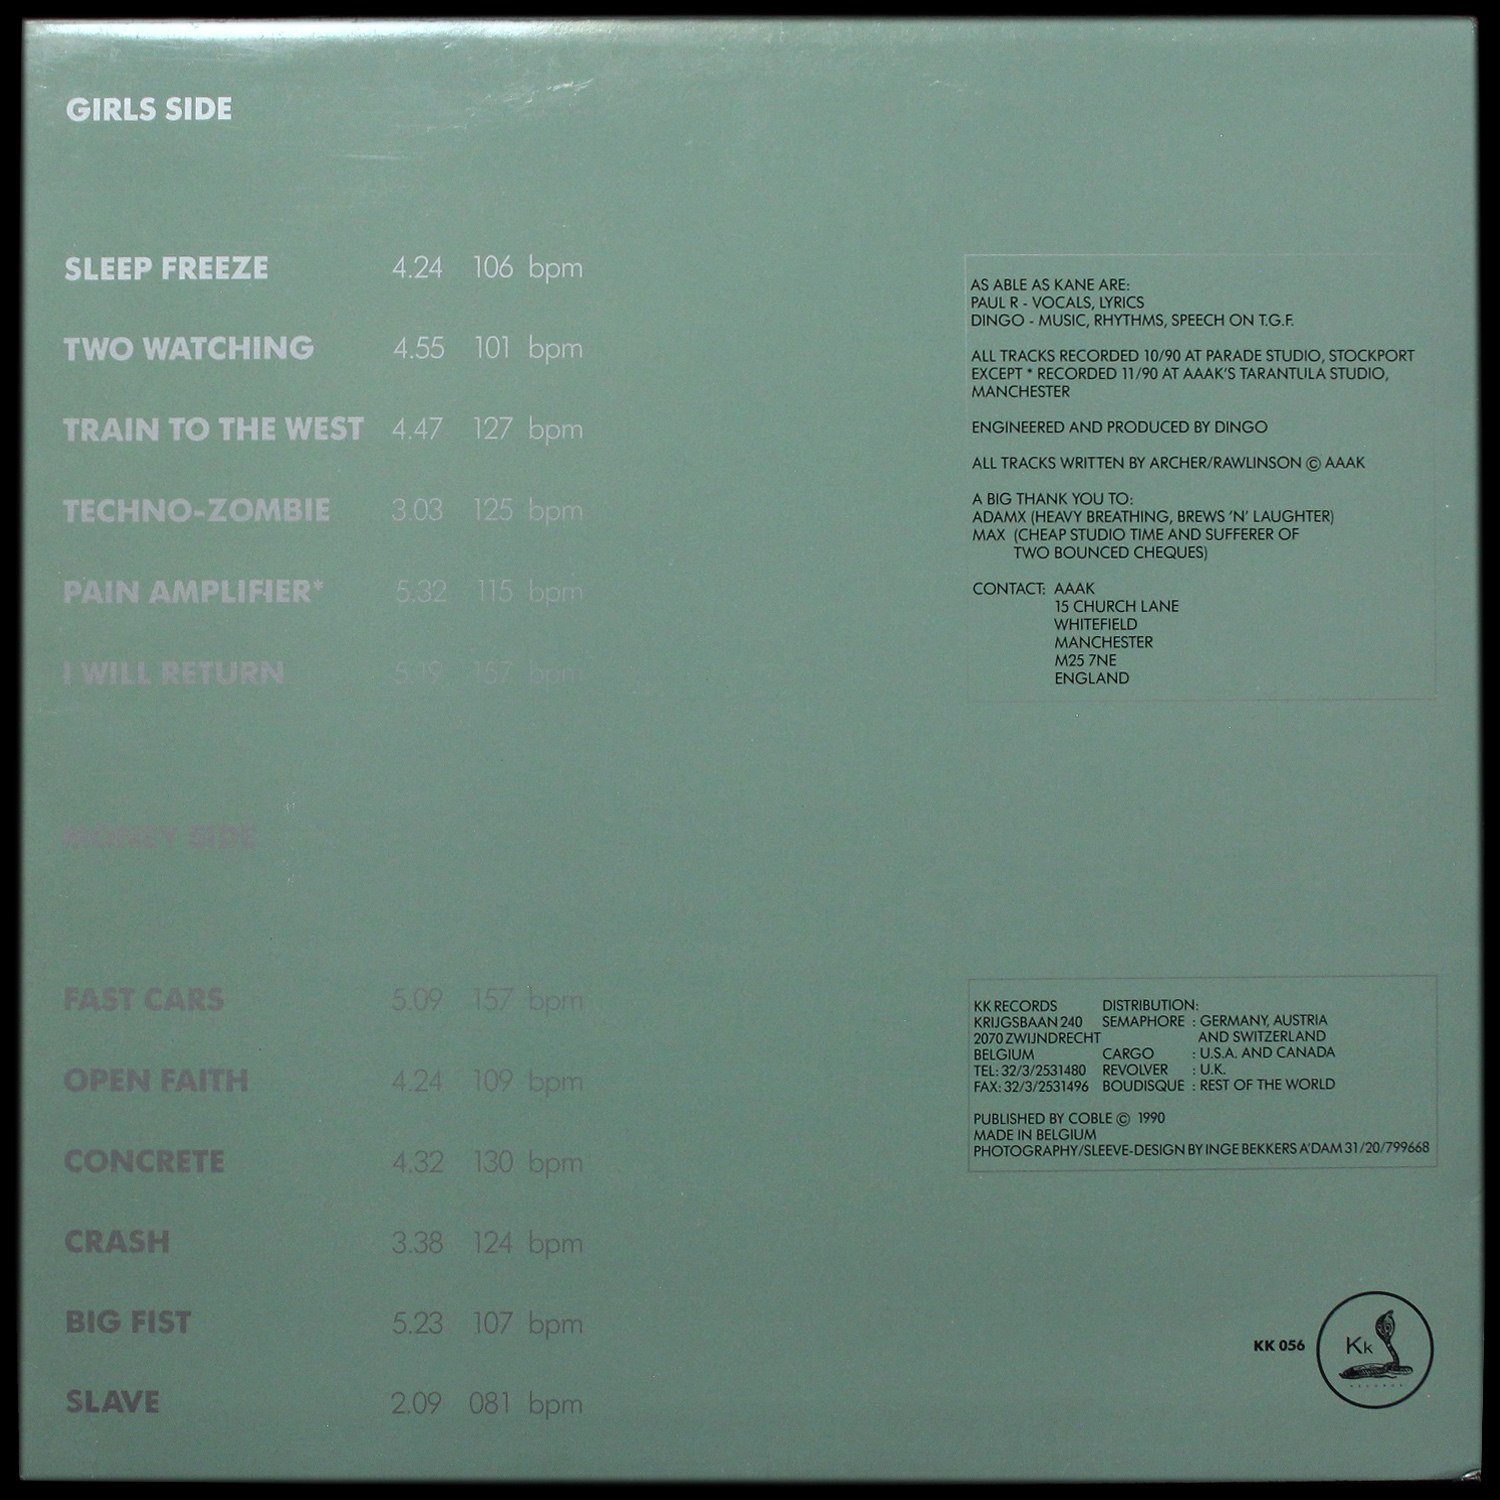 GIRLS SIDE
SLEEP FREEZE 4.24 106 bpm
TWO WATCHING 4.55 101 bpm
TRAIN TO THE WEST 4.47 127 bpm
TECHNO-ZOMBIE 3.03 125 bpm
PAIN AMPLIFIER* 5.32 115 bpm
I WILL RETURN 5.19 157 bpm
MONEY SIDE
FAST CARS 5.09 157 bpm
OPEN FAITH 4.24 109 bpm
CONCRETE 4.32 130 bpm
CRASH 3.38 124 bpm
BIG FIST 5.23 107 bpm
SLAVE 2.09 081 bpm
AS ABLE AS KANE ARE:
PAUL R - VOCALS, LYRICS
DINGO - MUSIC, RHYTHMS, SPEECH ON T.G.F.
ALL TRACKS RECORDED 10/90 AT PARADE STUDIO, STOCKPORT
EXCEPT * RECORDED 11/90 AT AAAK'S TARANTULA STUDIO,
MANCHESTER
ENGINEERED AND PRODUCED BY DINGO
ALL TRACKS WRITTEN BY ARCHER/RAWLINSON © AAAK
A BIG THANK YOU TO:
ADAMX (HEAVY BREATHING, BREWS 'N' LAUGHTER)
MAX (CHEAP STUDIO TIME AND SUFFERER OF
TWO BOUNCED CHEQUES)
CONTACT: AAAK
15 CHURCH LANE
WHITEFIELD
MANCHESTER
M25 7NE
ENGLAND
KK RECORDS DISTRIBUTION:
KRIJGSBAAN 240 SEMAPHORE : GERMANY, AUSTRIA
2070 ZWIJNDRECHT AND SWITZERLAND
BELGIUM CARGO : U.S.A. AND CANADA
TEL: 32/3/2531480 REVOLVER : U.K.
FAX: 32/3/2531496 BOUDISQUE : REST OF THE WORLD
PUBLISHED BY COBLE © 1990
MADE IN BELGIUM
PHOTOGRAPHY/SLEEVE-DESIGN BY INGE BEKKERS A'DAM 31/20/799668
KK 056
Kk
RECORDS